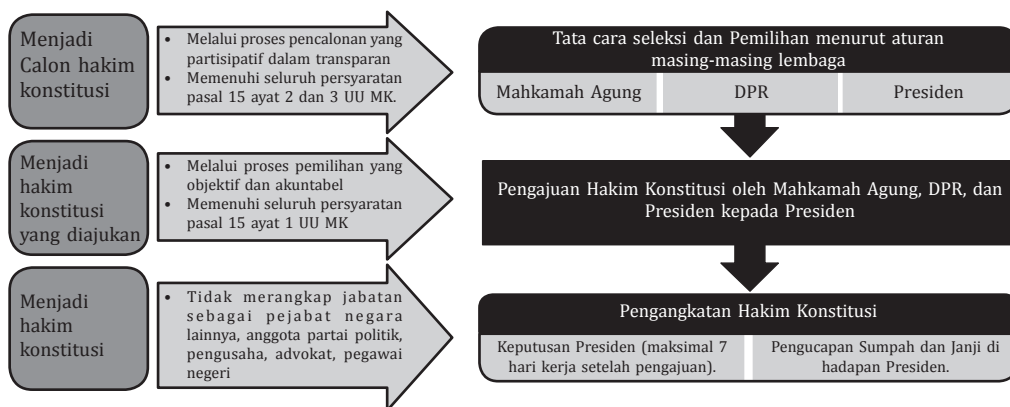 Menjadi
Calon hakim
konstitusi
• Melalui proses pencalonan yang
partisipatif dalam transparan
• Memenuhi seluruh persyaratan
pasal 15 ayat 2 dan 3 UU MK.
Tata cara seleksi dan Pemilihan menurut aturan
masing-masing lembaga
Mahkamah Agung
DPR
Presiden
Menjadi
hakim
konstitusi
yang diajukan
• Melalui proses pemilihan yang
objektif dan akuntabel
• Memenuhi seluruh persyaratan
pasal 15 ayat 1 UU MK
Pengajuan Hakim Konstitusi oleh Mahkamah Agung, DPR, dan
Presiden kepada Presiden
Menjadi
hakim
konstitusi
• Tidak merangkap jabatan
sebagai pejabat negara
lainnya, anggota partai politik,
pengusaha, advokat, pegawai
negeri
Pengangkatan Hakim Konstitusi
Keputusan Presiden (maksimal 7
hari kerja setelah pengajuan).
Pengucapan Sumpah dan Janji di
hadapan Presiden.